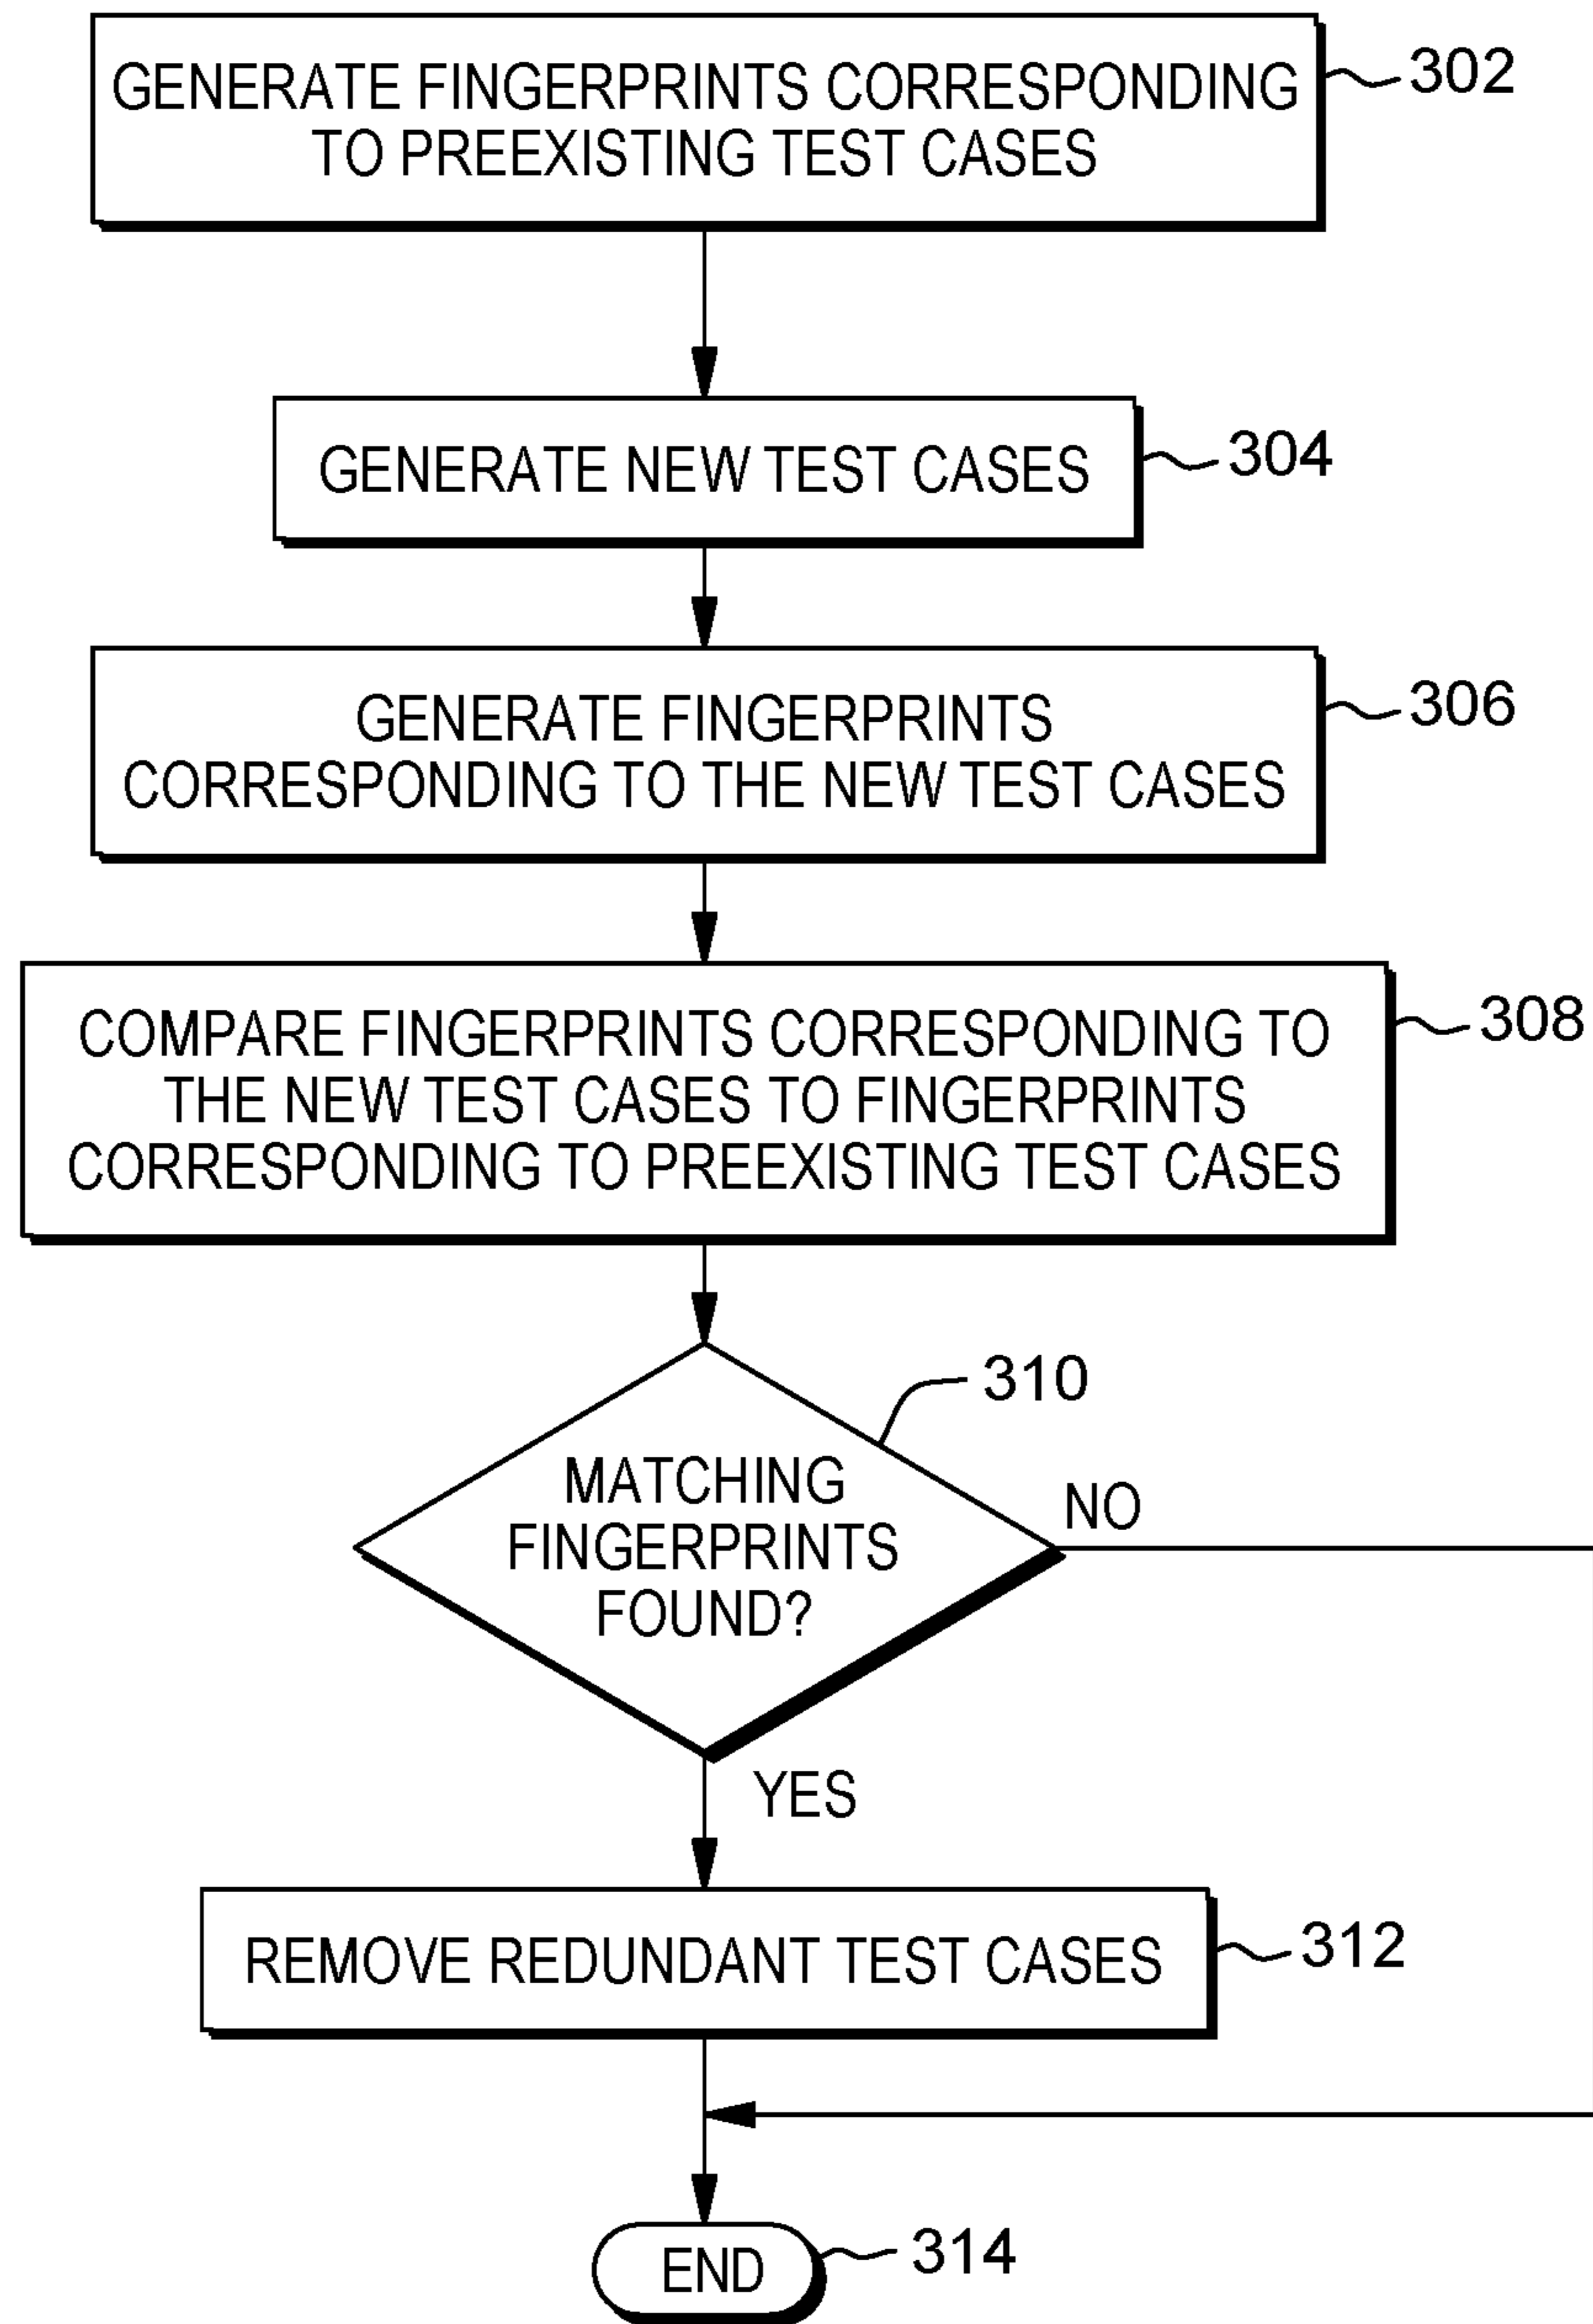 GENERATE FINGERPRINTS CORRESPONDING
TO PREEXISTING TEST CASES
302
GENERATE NEW TEST CASES
304
GENERATE FINGERPRINTS
CORRESPONDING TO THE NEW TEST CASES
306
COMPARE FINGERPRINTS CORRESPONDING TO
THE NEW TEST CASES TO FINGERPRINTS
CORRESPONDING TO PREEXISTING TEST CASES
308
310
MATCHING
FINGERPRINTS
FOUND?
NO
YES
REMOVE REDUNDANT TEST CASES
312
END
314